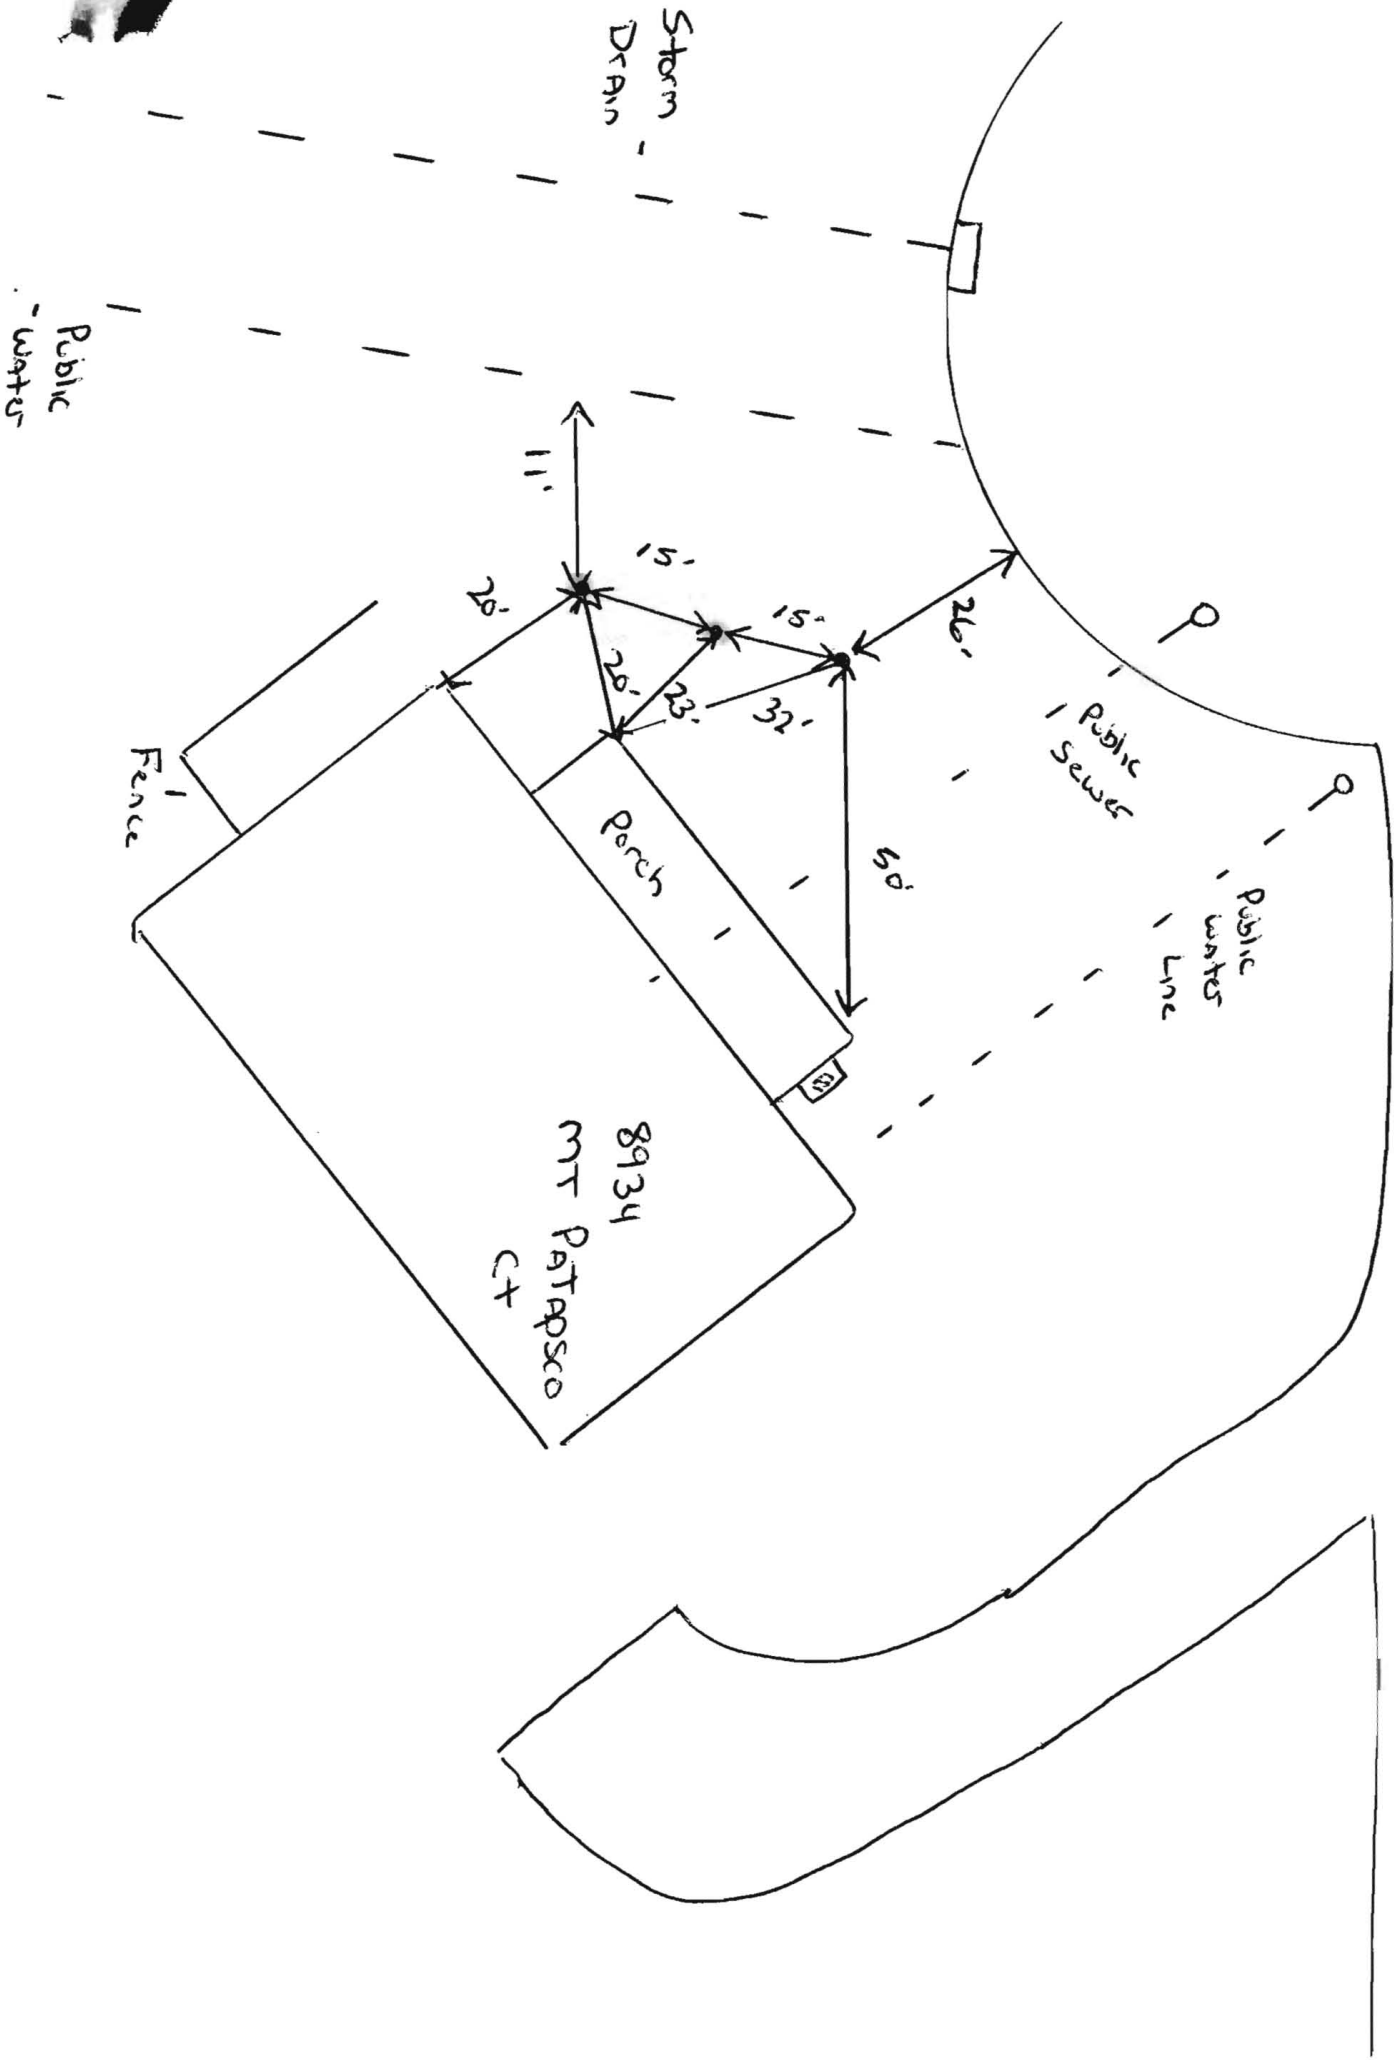 Storm
Drain
Public
water
11'
15'
15'
26'
20'
20'
23'
32'
50'
Public
Sewer
Public
water
Line
Fence
Porch
8934
MT PATAPSCO
Ct